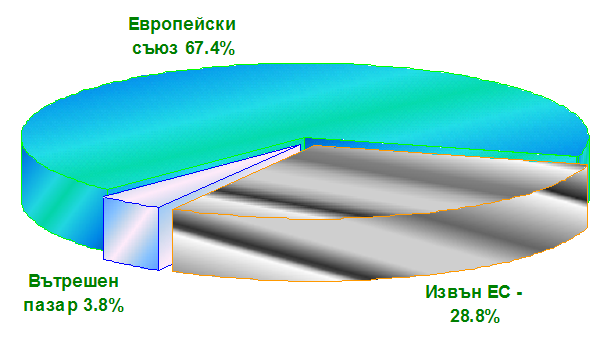 Европейски
съюз 67.4%
Вътрешен
пазар 3.8%
Извън ЕС -
28.8%